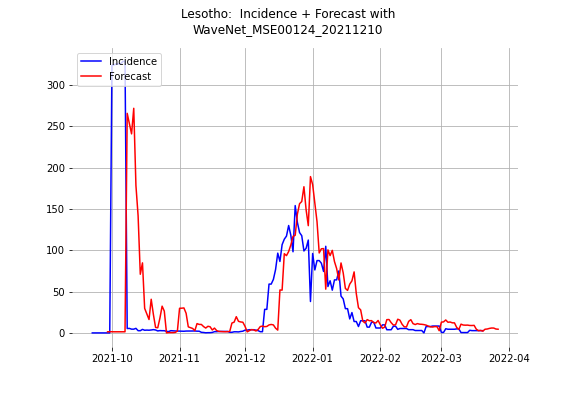 Lesotho:  Incidence + Forecast with
WaveNet_MSE00124_20211210
Incidence
Forecast
300
250
200
150
100
50
0
2021-10 2021-11 2021-12 2022-01 2022-02 2022-03 2022-04